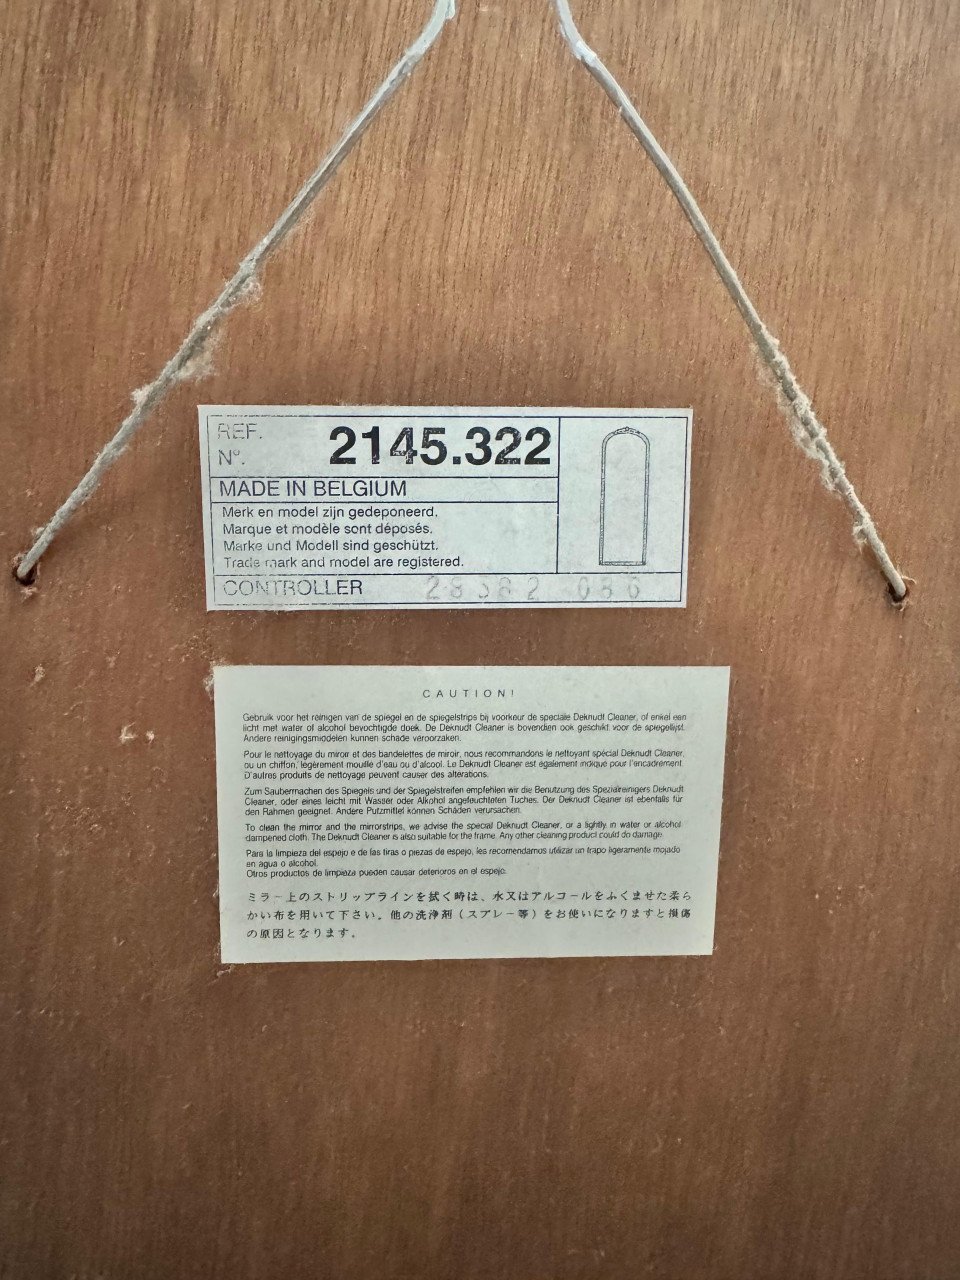 REF.
N°.
2145.322
MADE IN BELGIUM
Merk en model zijn gedeponeerd.
Marque et modèle sont déposés.
Marke und Modell sind geschützt.
Trade mark and model are registered.
CONTROLLER
CAUTION!
Gebruik voor het reinigen van de spiegel en de spiegelstrips bij voorkeur de speciale Deknudt Cleaner, of enkel een
licht met water of alcohol bevochtigde doek. De Deknudt Cleaner is bovendien ook geschikt voor de spiegellijst.
Andere reinigingsmiddelen kunnen schade veroorzaken.
Pour le nettoyage du miroir et des bandelettes de miroir, nous recommandons le nettoyant spécial Deknudt Cleaner,
ou un chiffon, légèrement mouillé d'eau ou d'alcool. Le Deknudt Cleaner est également indiqué pour l'encadrement.
D'autres produits de nettoyage peuvent causer des altérations.
Zum Saubermachen des Spiegels und der Spiegelstreifen empfehlen wir die Benutzung des Spezialreinigers Deknudt
Cleaner, oder eines leicht mit Wasser oder Alkohol angefeuchteten Tuches. Der Deknudt Cleaner ist ebenfalls für
den Rahmen geeignet. Andere Putzmittel können Schäden verursachen.
To clean the mirror and the mirrorstrips, we advise the special Deknudt Cleaner, or a lightly in water or alcohol
dampened cloth. The Deknudt Cleaner is also suitable for the frame. Any other cleaning product could do damage.
Para la limpieza del espejo e de las tiras o piezas de espejo, les recomendamos utilizar un trapo ligeramente mojado
en agua o alcohol.
Otros productos de limpieza pueden causar deterioros en el espejo.
ミラー上のストリップラインを拭く時は、水又はアルコールをふくませた柔ら
かい布を用いて下さい。他の洗浄剤（スプレー等）をお使いになりますと損傷
の原因となります。